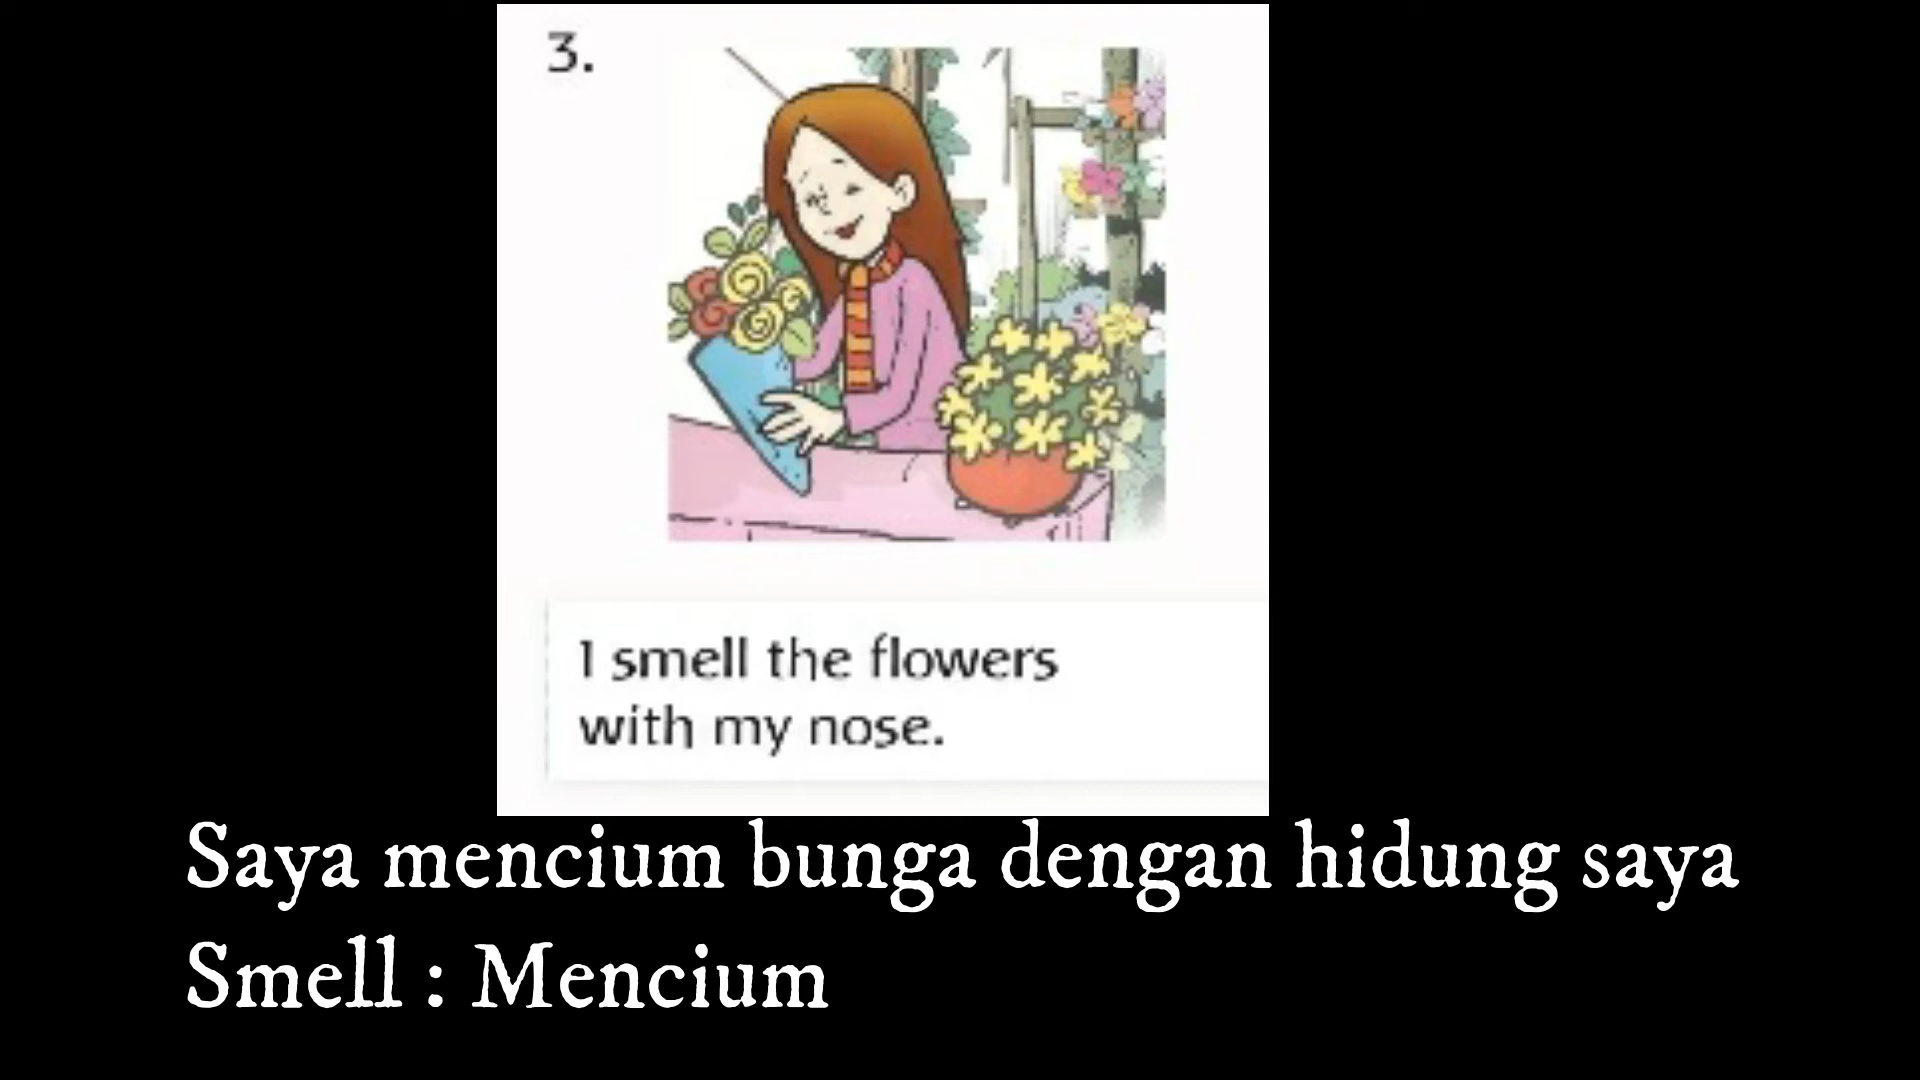 3.
I smell the flowers
with my nose.
Saya mencium bunga dengan hidung saya
Smell : Mencium